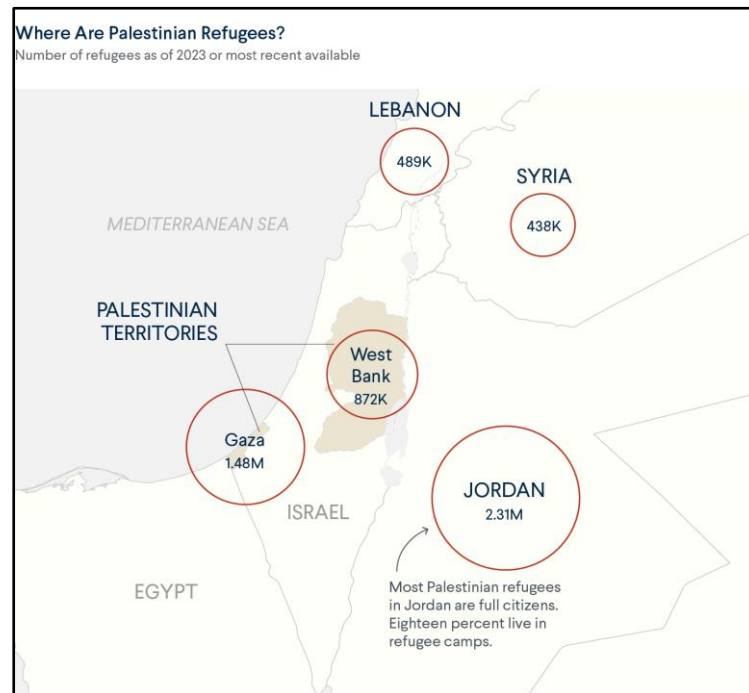 Where Are Palestinian Refugees?
Number of refugees as of 2023 or most recent available
LEBANON
489K
SYRIA
438K
MEDITERRANEAN SEA
PALESTINIAN
TERRITORIES
West
Bank
872K
Gaza
1.48M
JORDAN
2.31M
ISRAEL
EGYPT
Most Palestinian refugees
in Jordan are full citizens.
Eighteen percent live in
refugee camps.